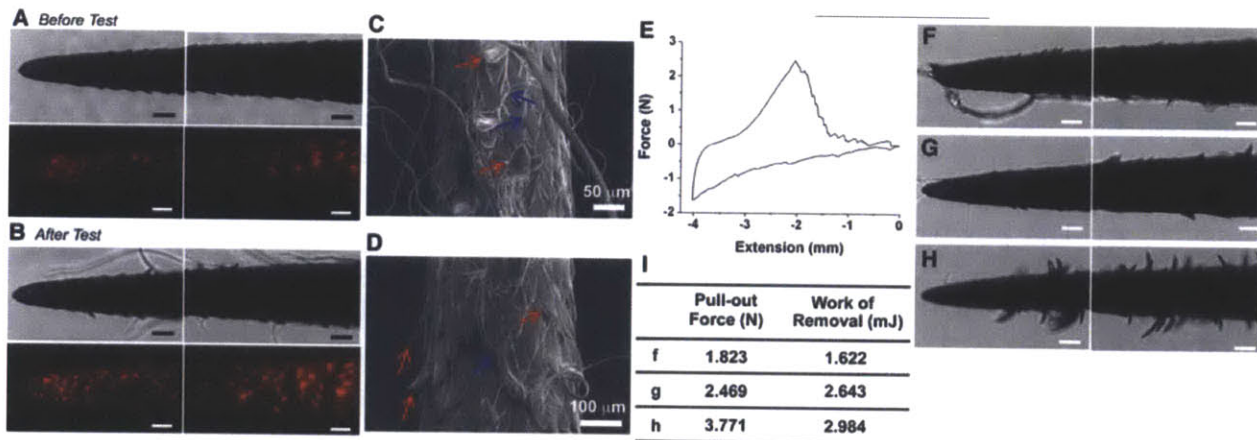 A Before Test
B After Test
C
50 μm
D
100 μm
E
Force (N)
3
2
1
0
-1
-2
-4 -3 -2 -1 0
Extension (mm)
I
Pull-out Force (N) Work of Removal (mJ)
f 1.823 1.622
g 2.469 2.643
h 3.771 2.984
F
G
H